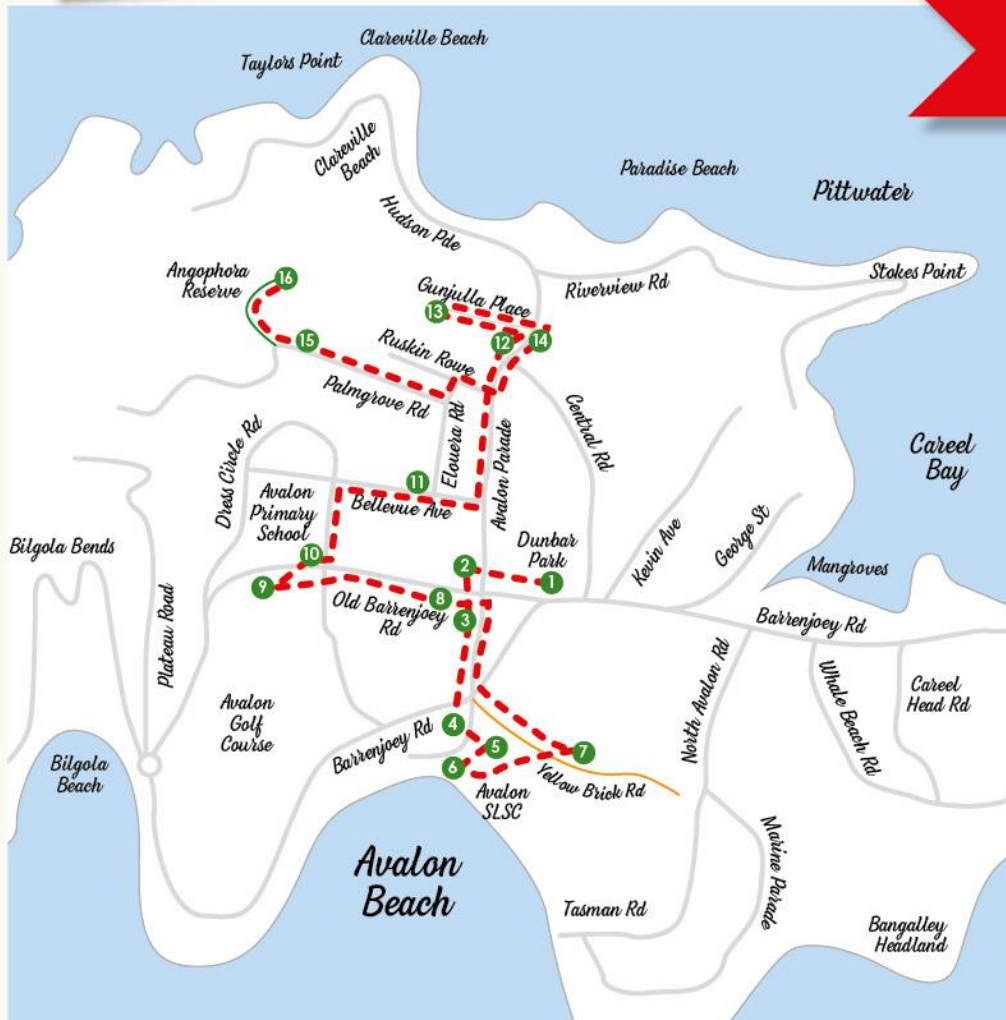 Clareville Beach
Taylors Point
Clareville
Beach
Paradise Beach
Pittwater
Hudson Pde
Angophora
Reserve
16
Gunjulla Place
13
Riverview Rd
Stokes Point
15
12
14
Ruskin Rowe
Palmgrove Rd
Elouera Rd
Avalon Parade
Central Rd
Careel
Bay
Dress Circle Rd
11
Bellevue Ave
Avalon
Primary
School
Bilgola Bends
10
9
Dunbar
Park
2
1
Kevin Ave
George St
Mangroves
Plateau Road
Old Barrenjoey
Rd
8
3
Barrenjoey Rd
North Avalon Rd
Whale Beach Rd
Careel
Head Rd
Avalon
Golf
Course
4
5
6
7
Barrenjoey Rd
Yellow Brick Rd
Avalon
SLSC
Bilgola
Beach
Avalon
Beach
Marine Parade
Tasman Rd
Bangalley
Headland